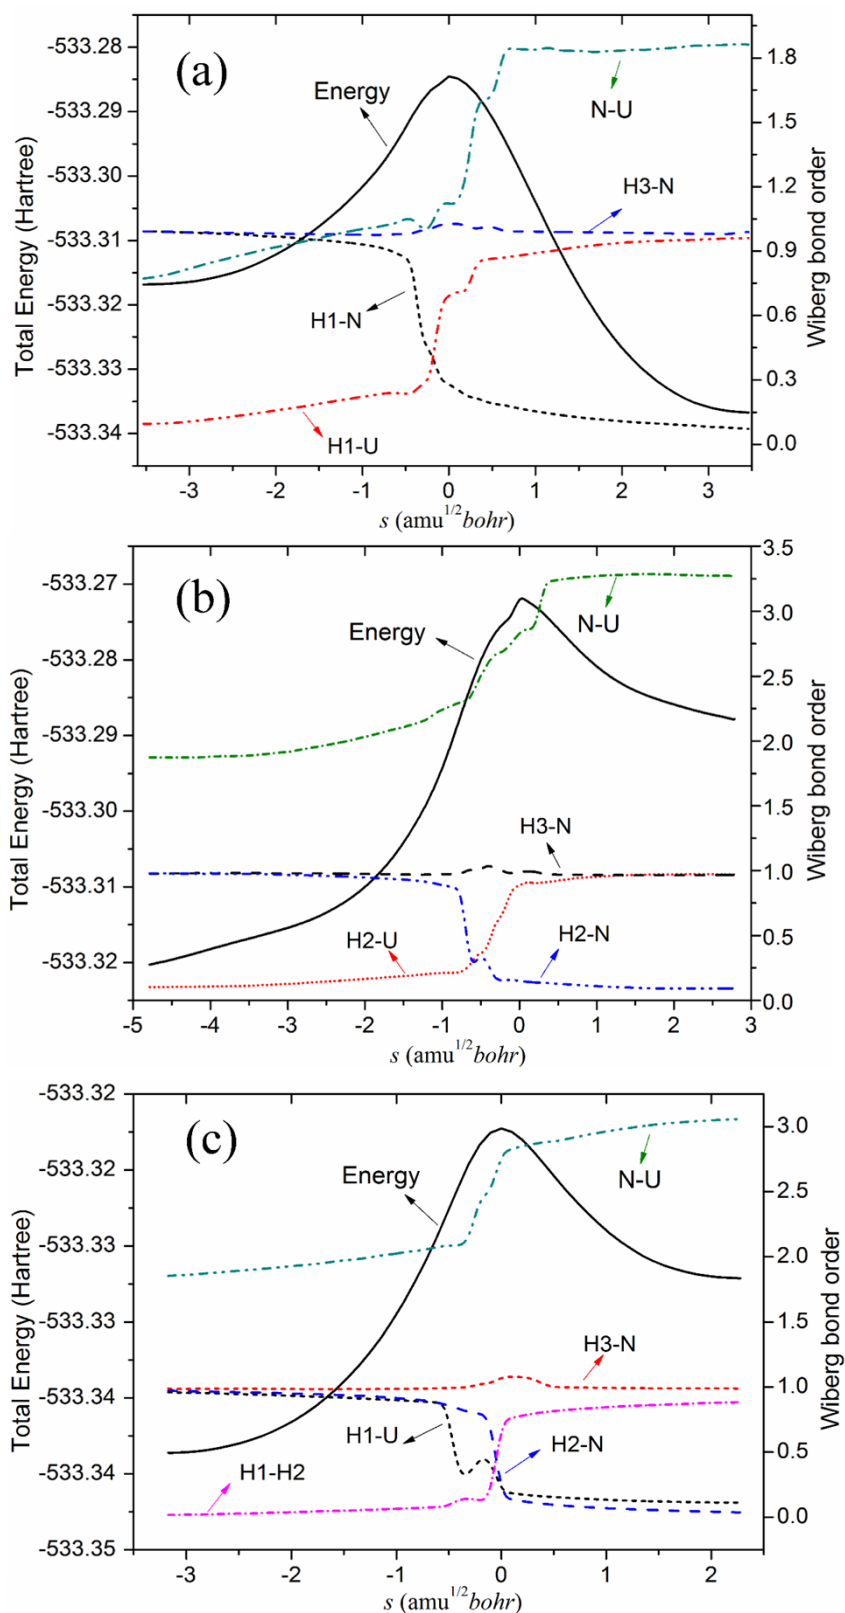 (a)
Total Energy (Hartree)
-533.28
-533.29
-533.30
-533.31
-533.32
-533.33
-533.34
Energy
N-U
H3-N
H1-N
H1-U
1.8
1.5
1.2
0.9
0.6
0.3
0.0
Wiberg bond order
-3 -2 -1 0 1 2 3
s (amu1/2bohr)
(b)
Total Energy (Hartree)
-533.27
-533.28
-533.29
-533.30
-533.31
-533.32
Energy
N-U
H3-N
H2-U
H2-N
3.5
3.0
2.5
2.0
1.5
1.0
0.5
0.0
Wiberg bond order
-5 -4 -3 -2 -1 0 1 2 3
s (amu1/2bohr)
(c)
Total Energy (Hartree)
-533.32
-533.32
-533.33
-533.33
-533.34
-533.34
-533.35
Energy
N-U
H3-N
H1-U
H2-N
H1-H2
3.0
2.5
2.0
1.5
1.0
0.5
0.0
Wiberg bond order
-3 -2 -1 0 1 2
s (amu1/2bohr)